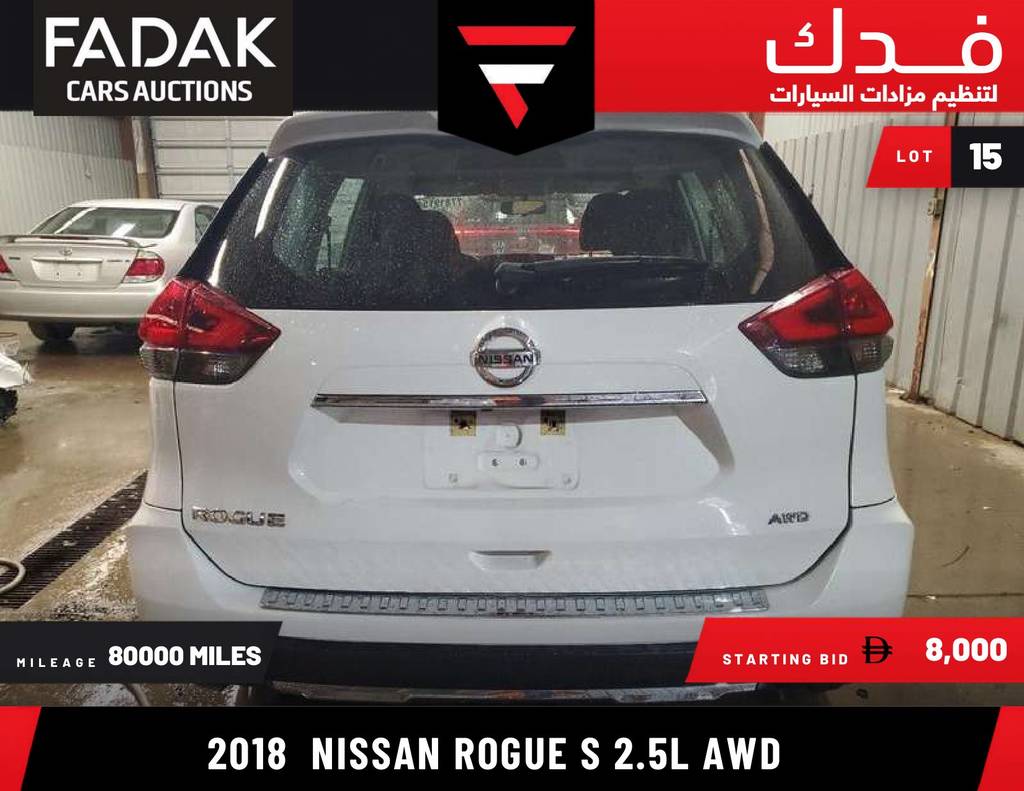 FADAK
CARS AUCTIONS
فدك
لتنظيم مزادات السيارات
LOT 15
NISSAN
ROGUE
AWD
MILEAGE 80000 MILES
STARTING BID 8,000
2018 NISSAN ROGUE S 2.5L AWD